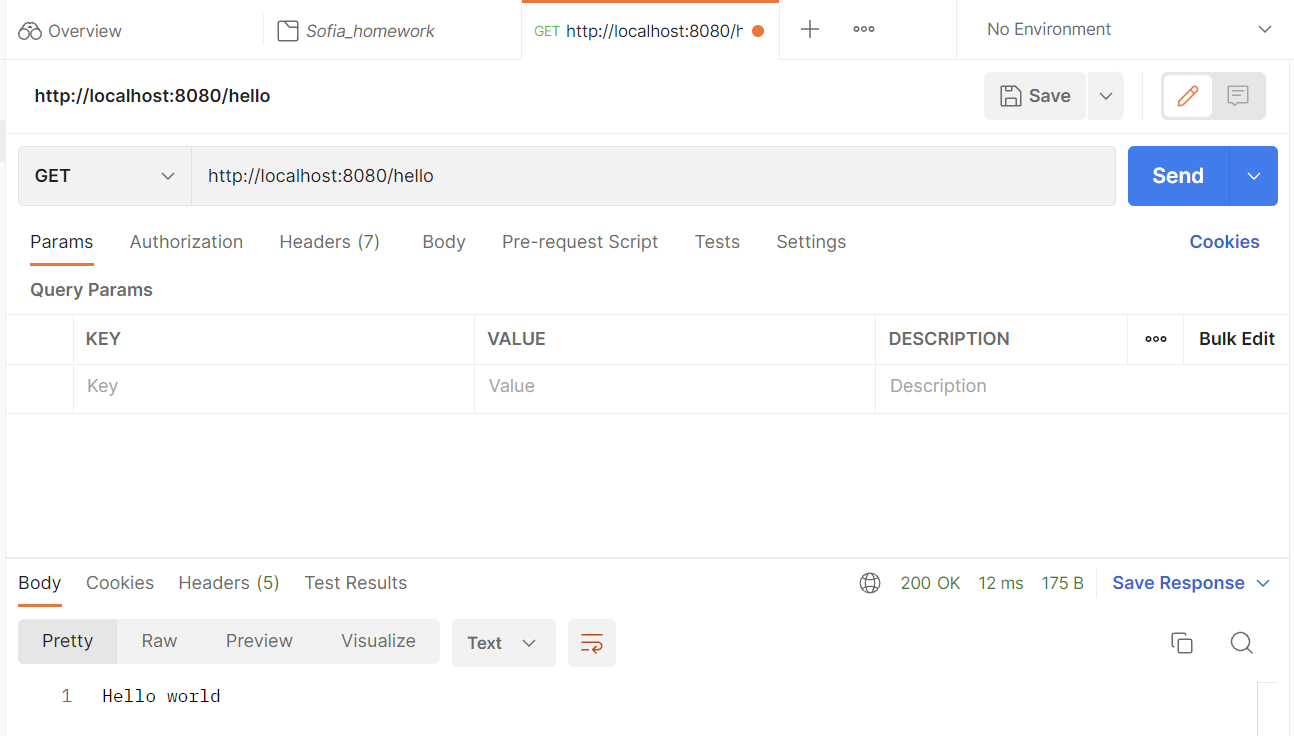 Overview
Sofia_homework
GET http://localhost:8080/h
No Environment
http://localhost:8080/hello
Save
GET
http://localhost:8080/hello
Send
Params Authorization Headers (7) Body Pre-request Script Tests Settings Cookies
Query Params
KEY VALUE DESCRIPTION Bulk Edit
Key Value Description
Body Cookies Headers (5) Test Results 200 OK 12 ms 175 B Save Response
Pretty Raw Preview Visualize Text
1 Hello world